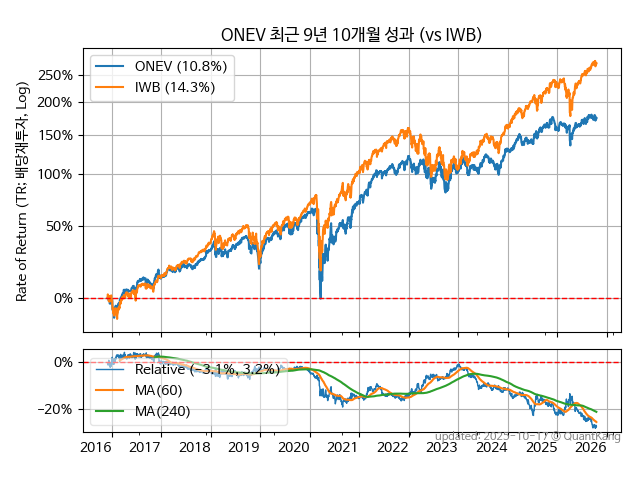 ONEV 최근 9년 10개월 성과 (vs IWB)
Rate of Return (TR: 배당재투자, Log)
250%
200%
150%
100%
50%
0%
ONEV (10.8%)
IWB (14.3%)
0%
−20%
Relative (−3.1%, 3.2%)
MA(60)
MA(240)
updated: 2025-10-17 © QuantKang
2016 2017 2018 2019 2020 2021 2022 2023 2024 2025 2026